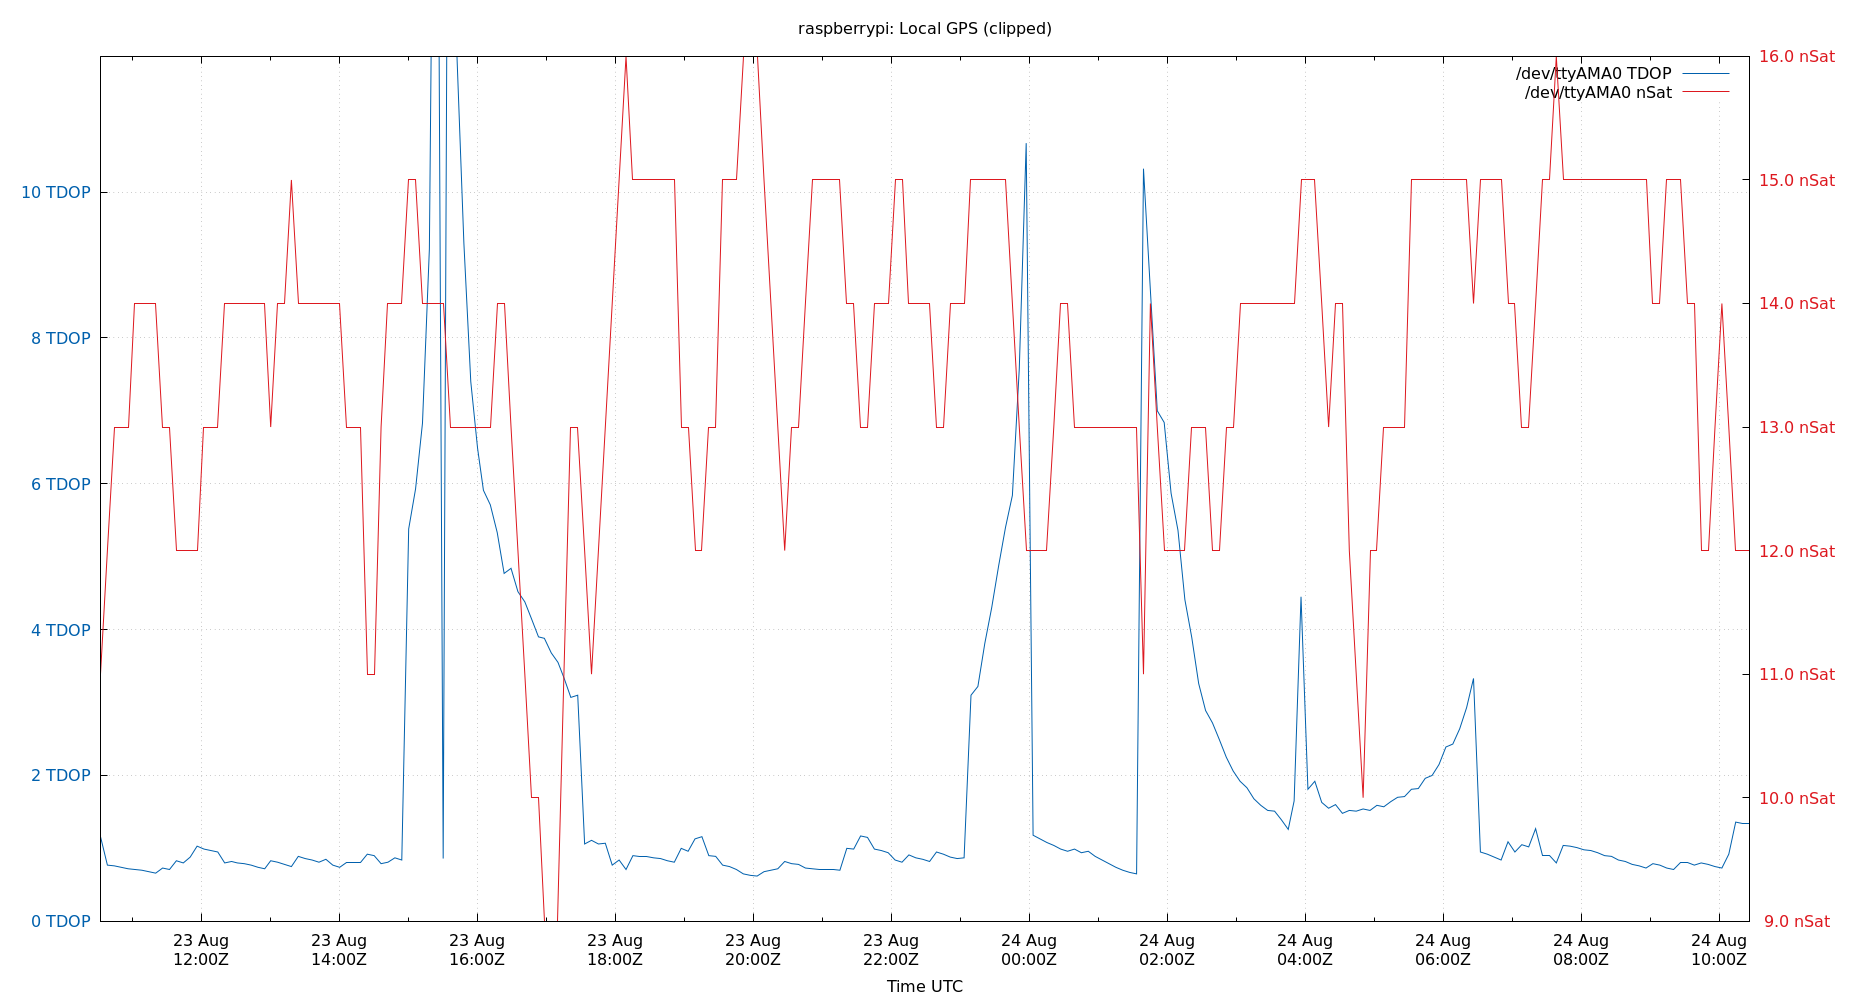 raspberrypi: Local GPS (clipped)
/dev/ttyAMA0 TDOP
/dev/ttyAMA0 nSat
10 TDOP
8 TDOP
6 TDOP
4 TDOP
2 TDOP
0 TDOP
16.0 nSat
15.0 nSat
14.0 nSat
13.0 nSat
12.0 nSat
11.0 nSat
10.0 nSat
9.0 nSat
23 Aug 23 Aug 23 Aug 23 Aug 23 Aug 23 Aug 24 Aug 24 Aug 24 Aug 24 Aug 24 Aug 24 Aug
12:00Z 14:00Z 16:00Z 18:00Z 20:00Z 22:00Z 00:00Z 02:00Z 04:00Z 06:00Z 08:00Z 10:00Z
Time UTC